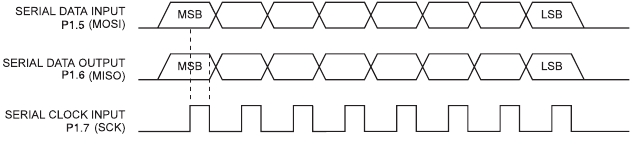 SERIAL DATA INPUT
P1.5 (MOSI)
MSB
LSB
SERIAL DATA OUTPUT
P1.6 (MISO)
MSB
LSB
SERIAL CLOCK INPUT
P1.7 (SCK)